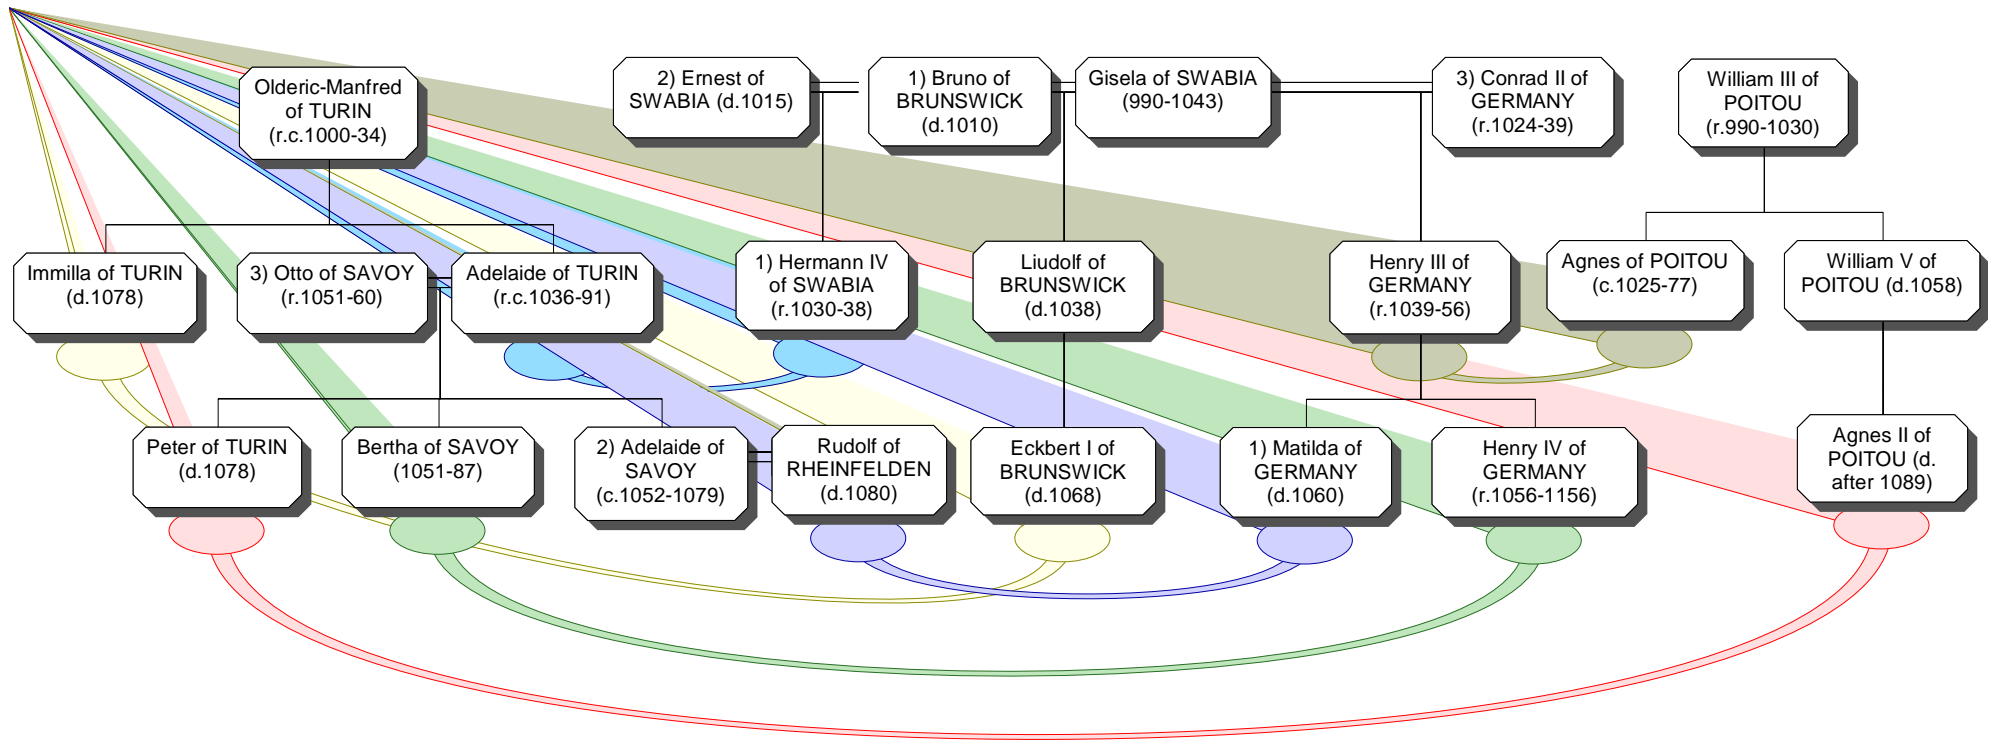 Olderic-Manfred
of TURIN
(r.c.1000-34)
2) Ernest of
SWABIA (d.1015)
1) Bruno of
BRUNSWICK
(d.1010)
Gisela of SWABIA
(990-1043)
3) Conrad II of
GERMANY
(r.1024-39)
William III of
POITOU
(r.990-1030)
Immilla of TURIN
(d.1078)
3) Otto of SAVOY
(r.1051-60)
Adelaide of TURIN
(r.c.1036-91)
1) Hermann IV
of SWABIA
(r.1030-38)
Liudolf of
BRUNSWICK
(d.1038)
Henry III of
GERMANY
(r.1039-56)
Agnes of POITOU
(c.1025-77)
William V of
POITOU (d.1058)
Peter of TURIN
(d.1078)
Bertha of SAVOY
(1051-87)
2) Adelaide of
SAVOY
(c.1052-1079)
Rudolf of
RHEINFELDEN
(d.1080)
Eckbert I of
BRUNSWICK
(d.1068)
1) Matilda of
GERMANY
(d.1060)
Henry IV of
GERMANY
(r.1056-1156)
Agnes II of
POITOU (d.
after 1089)